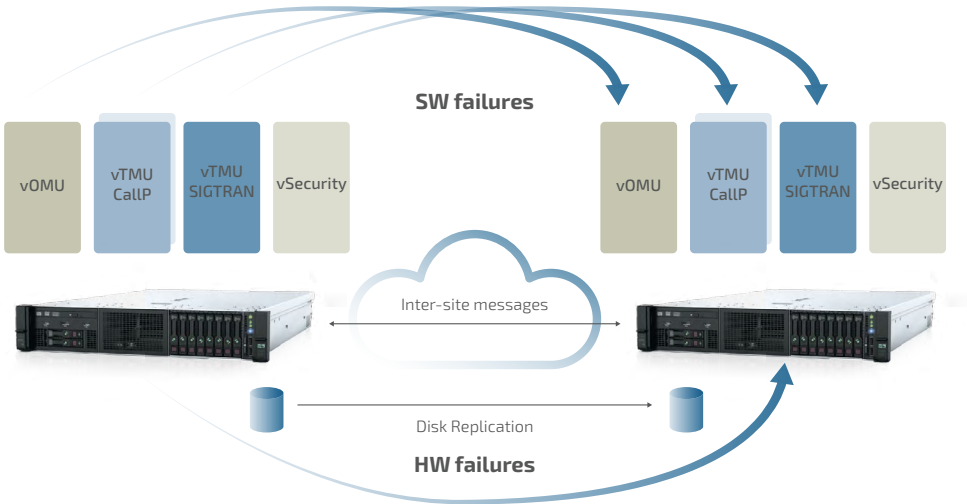 SW failures
vOMU
vTMU
CallP
vTMU
SIGTRAN
vSecurity
vOMU
vTMU
CallP
vTMU
SIGTRAN
vSecurity
Inter-site messages
Disk Replication
HW failures